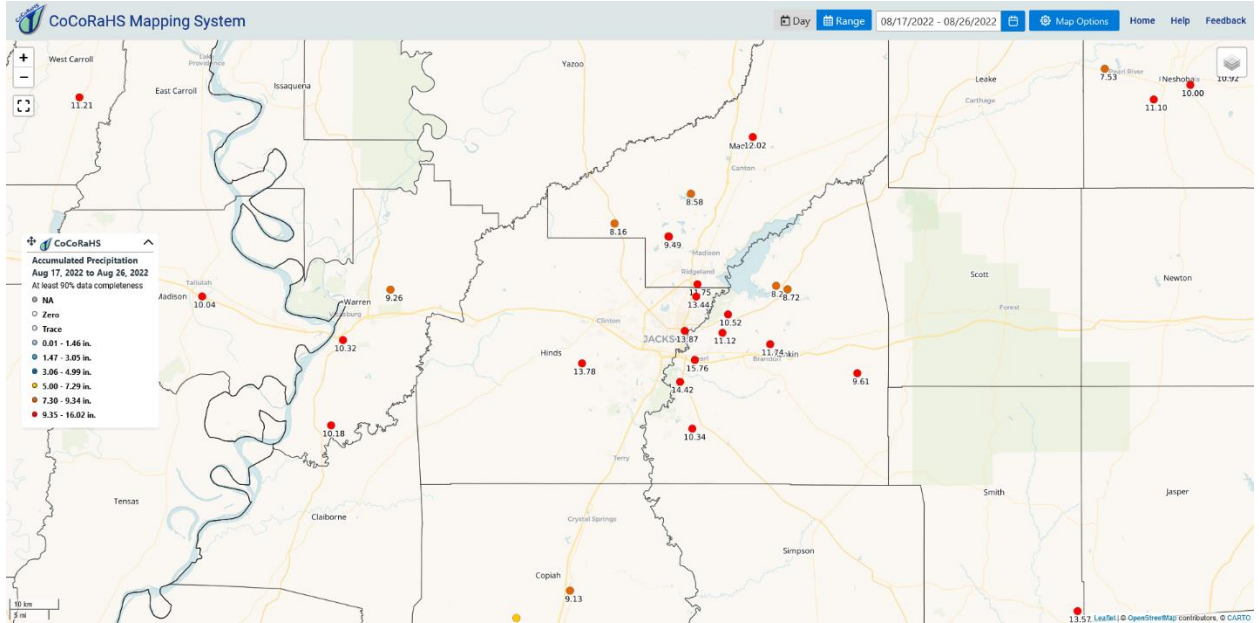 CoCoRaHS Mapping System
Day
Range
08/17/2022 - 08/26/2022
Map Options
Home
Help
Feedback
+
−
West Carroll
Lake Providence
East Carroll
Issaquena
Yazoo
Leake
Carthage
Pearl River
7.53
10.92
10.00
11.10
11.21
12.02
Canton
8.58
8.16
9.49
Madison
Ridgeland
11.75
13.44
8.72
10.52
11.12
JACKS
13.87
11.74
Brandon
15.76
14.42
9.61
10.34
Clinton
Hinds
13.78
Terry
Scott
Forest
Newton
CoCoRaHS
Accumulated Precipitation
Aug 17, 2022 to Aug 26, 2022
At least 90% data completeness
NA
Zero
Trace
0.01 - 1.46 in.
1.47 - 3.05 in.
3.06 - 4.99 in.
5.00 - 7.29 in.
7.30 - 9.34 in.
9.35 - 16.02 in.
Tallulah
Madison
10.04
Warren
9.26
10.32
10.18
Tensas
Claiborne
Crystal Springs
Copiah
9.13
Simpson
Smith
Jasper
13.57
10 km
5 mi
Leaflet | © OpenStreetMap contributors, © CARTO